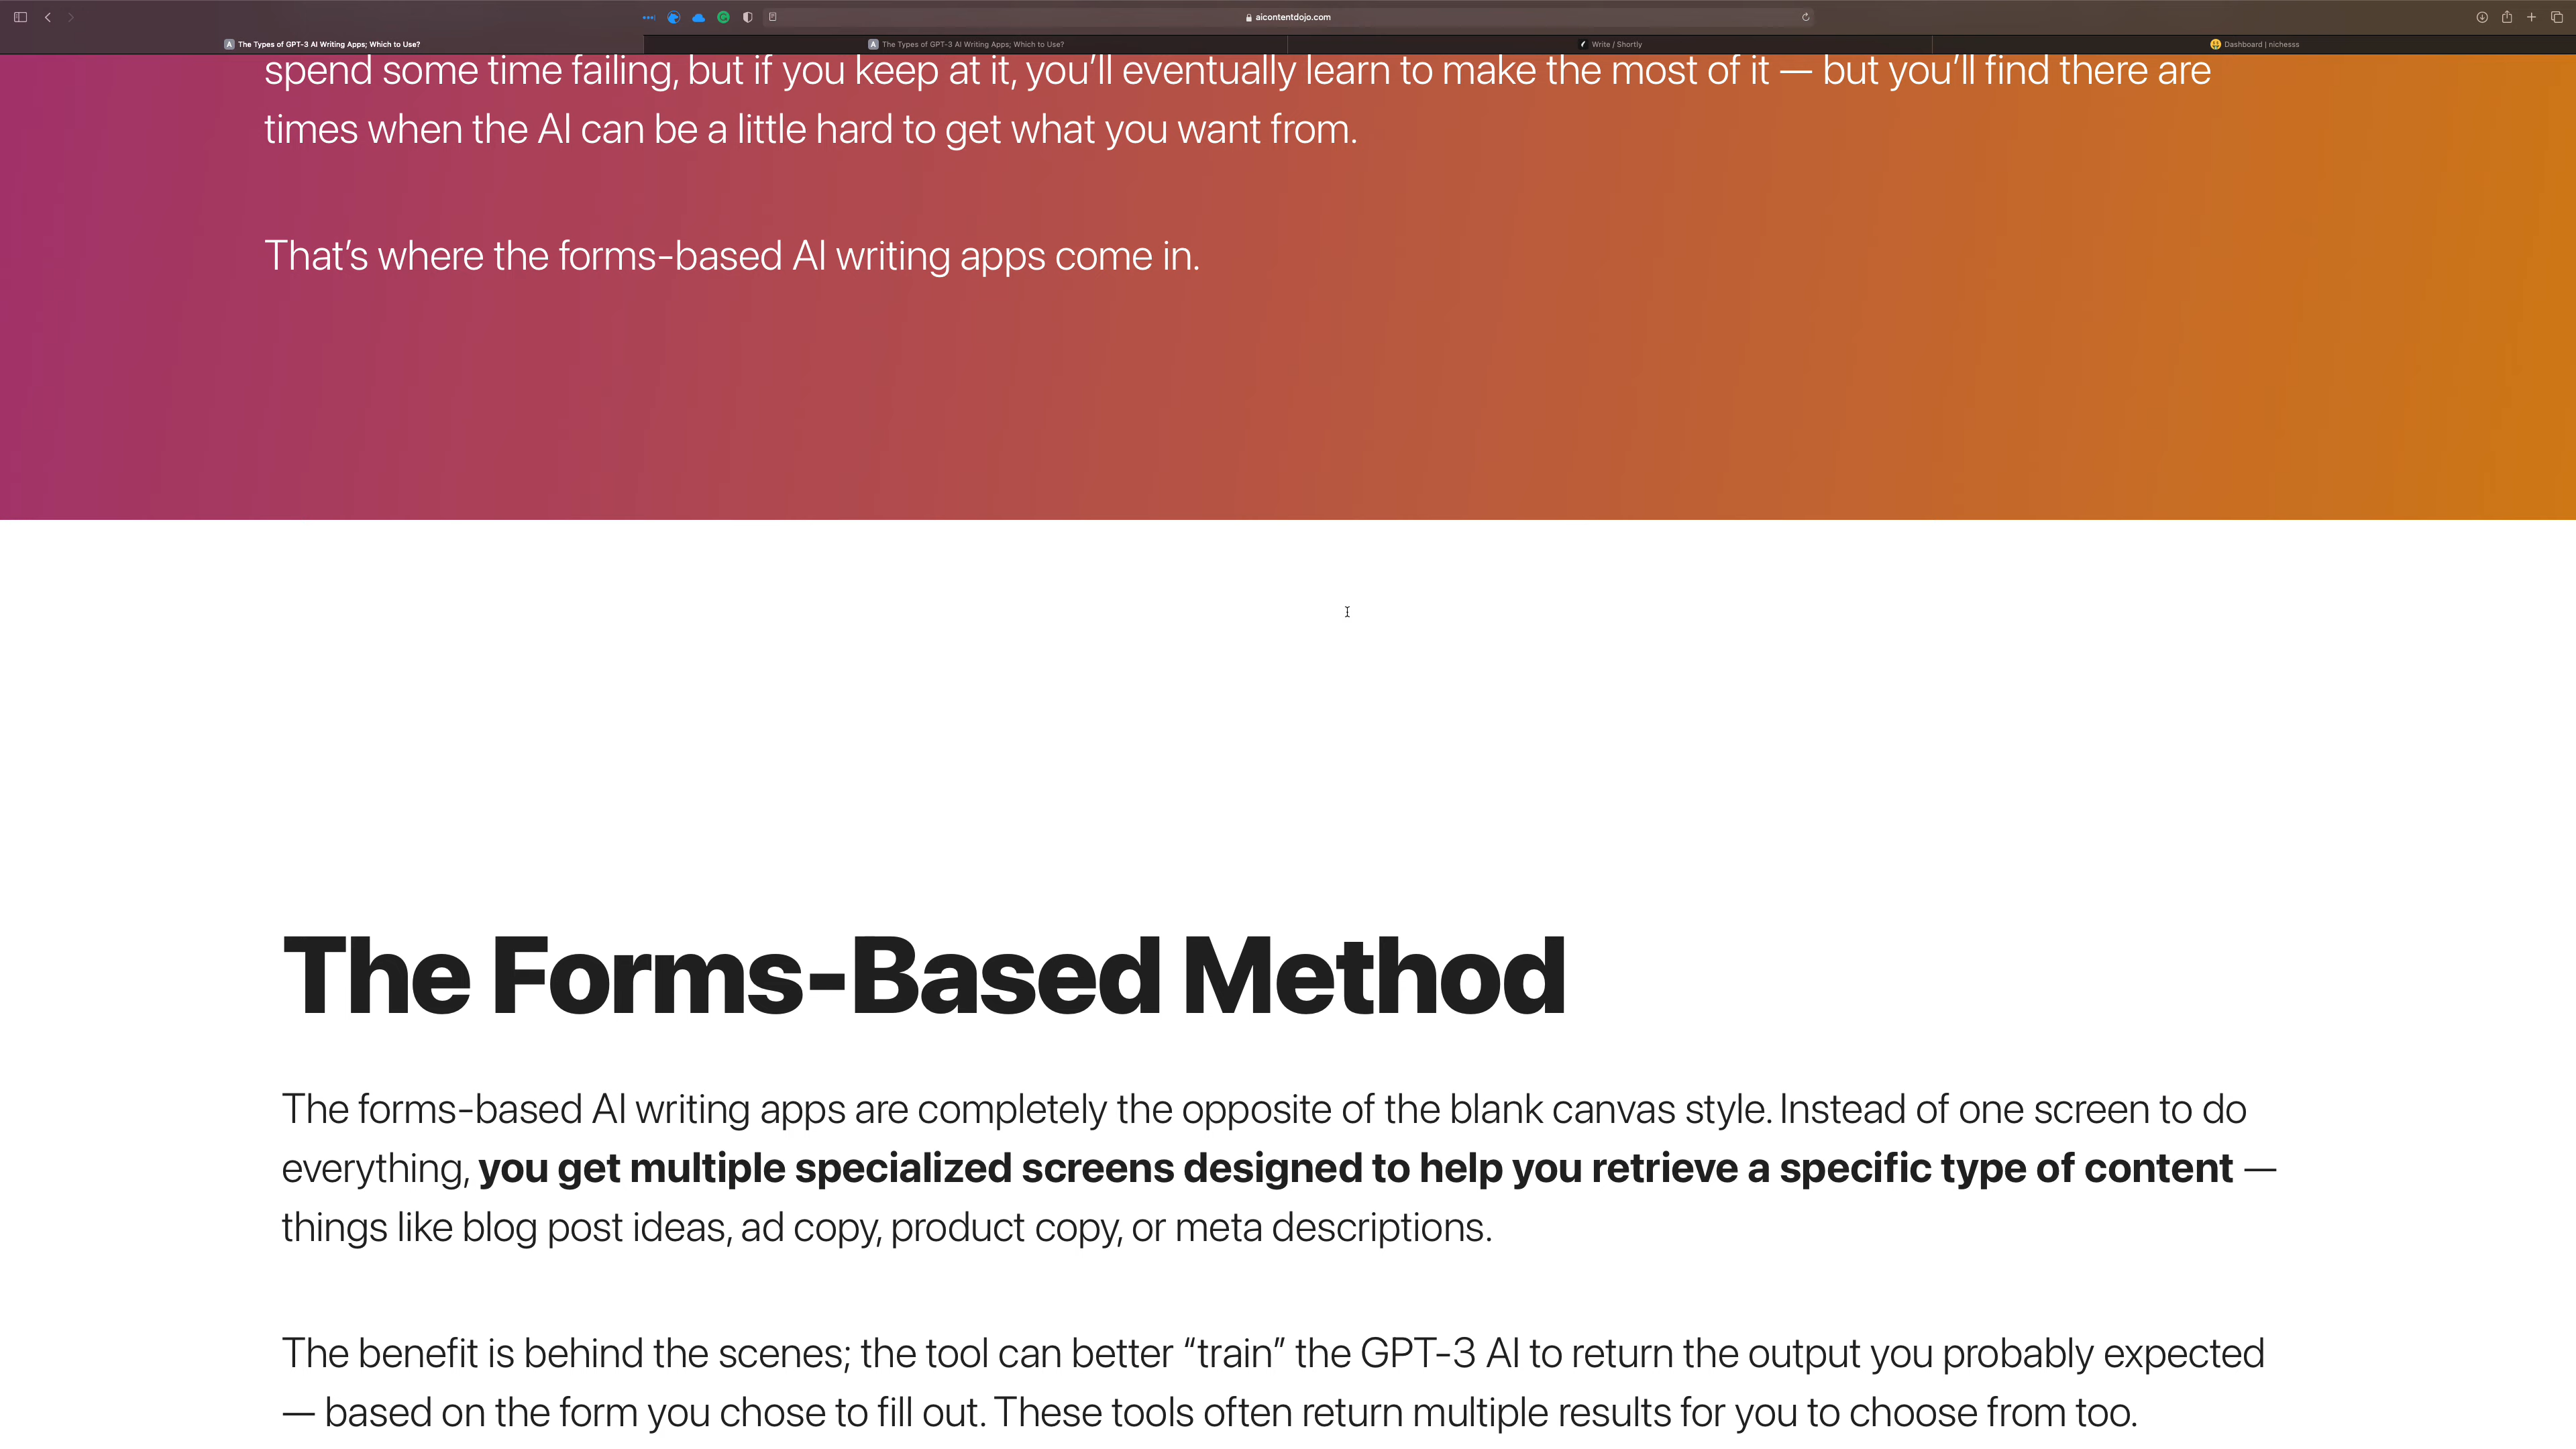 aicontentdojo.com
The Types of GPT-3 AI Writing Apps; Which to Use?
The Types of GPT-3 AI Writing Apps; Which to Use?
Write / Shortly
Dashboard | nichesss
spend some time failing, but if you keep at it, you’ll eventually learn to make the most of it — but you’ll find there are
times when the AI can be a little hard to get what you want from.
That’s where the forms-based AI writing apps come in.
The Forms-Based Method
The forms-based AI writing apps are completely the opposite of the blank canvas style. Instead of one screen to do
everything, you get multiple specialized screens designed to help you retrieve a specific type of content —
things like blog post ideas, ad copy, product copy, or meta descriptions.
The benefit is behind the scenes; the tool can better “train” the GPT-3 AI to return the output you probably expected
— based on the form you chose to fill out. These tools often return multiple results for you to choose from too.